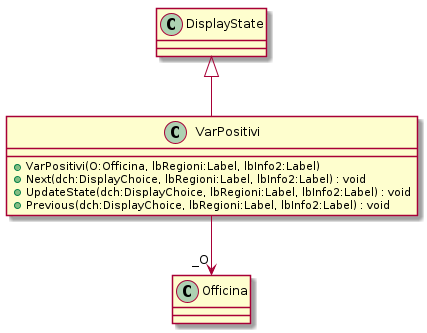 C DisplayState
C VarPositivi
VarPositivi(O:Officina, lbRegioni:Label, lbInfo2:Label)
Next(dch:DisplayChoice, lbRegioni:Label, lbInfo2:Label) : void
UpdateState(dch:DisplayChoice, lbRegioni:Label, lbInfo2:Label) : void
Previous(dch:DisplayChoice, lbRegioni:Label, lbInfo2:Label) : void
_O
C Officina